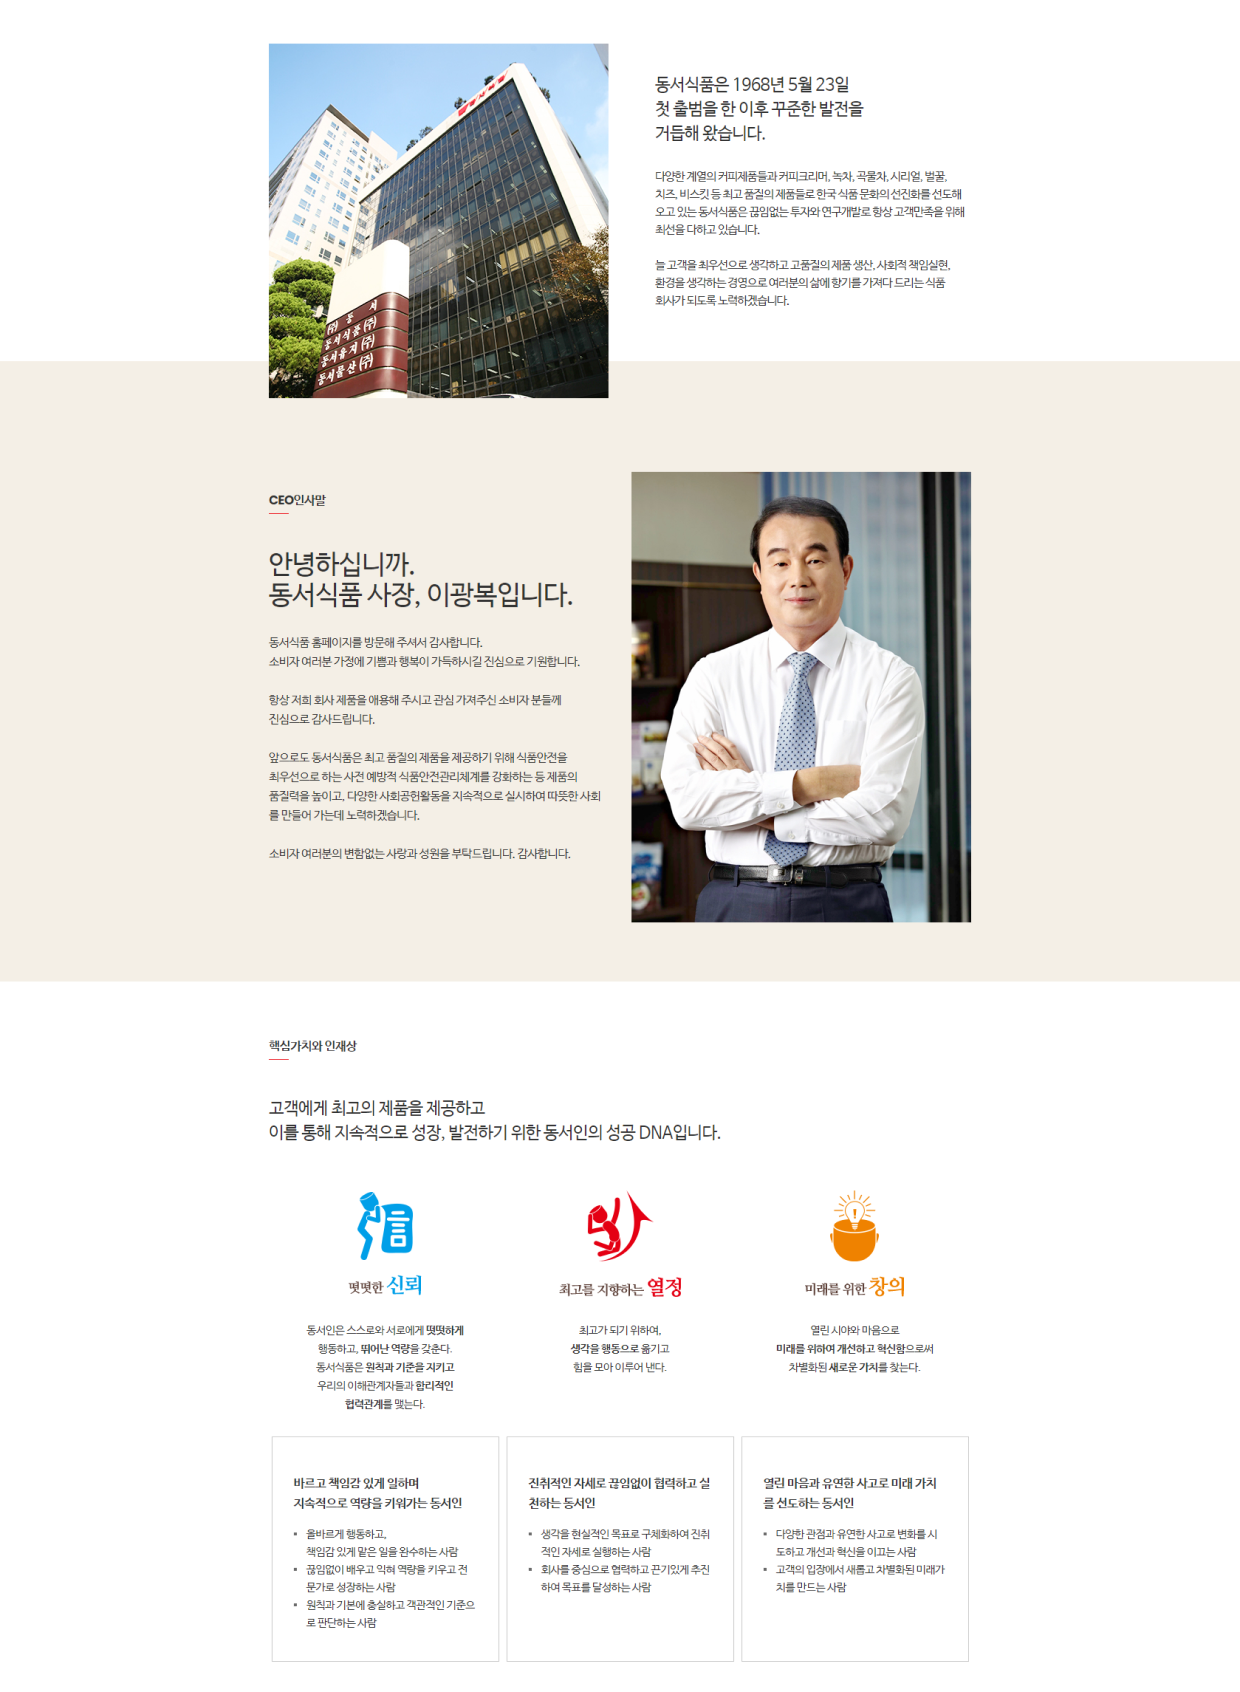 동서식품은 1968년 5월 23일
첫 출범을 한 이후 꾸준한 발전을
거듭해 왔습니다.
다양한 계열의 커피제품들과 커피크리머, 녹차, 곡물차, 시리얼, 벌꿀,
치즈, 비스킷 등 최고 품질의 제품들로 한국 식품 문화의 선진화를 선도해
오고 있는 동서식품은 끊임없는 투자와 연구개발로 항상 고객만족을 위해
최선을 다하고 있습니다.
늘 고객을 최우선으로 생각하고 고품질의 제품 생산, 사회적 책임실현,
환경을 생각하는 경영으로 여러분의 삶에 향기를 가져다 드리는 식품
회사가 되도록 노력하겠습니다.
(주) 동 서
동서식품(주)
동서유지(주)
동서물산(주)
CEO인사말
안녕하십니까.
동서식품 사장, 이광복입니다.
동서식품 홈페이지를 방문해 주셔서 감사합니다.
소비자 여러분 가정에 기쁨과 행복이 가득하시길 진심으로 기원합니다.
항상 저희 회사 제품을 애용해 주시고 관심 가져주신 소비자 분들께
진심으로 감사드립니다.
앞으로도 동서식품은 최고 품질의 제품을 제공하기 위해 식품안전을
최우선으로 하는 사전 예방적 식품안전관리체계를 강화하는 등 제품의
품질력을 높이고, 다양한 사회공헌활동을 지속적으로 실시하여 따뜻한 사회
를 만들어 가는데 노력하겠습니다.
소비자 여러분의 변함없는 사랑과 성원을 부탁드립니다. 감사합니다.
핵심가치와 인재상
고객에게 최고의 제품을 제공하고
이를 통해 지속적으로 성장, 발전하기 위한 동서인의 성공 DNA입니다.
信
떳떳한 신뢰
동서인은 스스로와 서로에게 떳떳하게
행동하고, 뛰어난 역량을 갖춘다.
동서식품은 원칙과 기준을 지키고
우리의 이해관계자들과 합리적인
협력관계를 맺는다.
최고를 지향하는 열정
최고가 되기 위하여,
생각을 행동으로 옮기고
힘을 모아 이루어 낸다.
미래를 위한 창의
열린 시야와 마음으로
미래를 위하여 개선하고 혁신함으로써
차별화된 새로운 가치를 찾는다.
바르고 책임감 있게 일하며
지속적으로 역량을 키워가는 동서인
올바르게 행동하고,
책임감 있게 맡은 일을 완수하는 사람
끊임없이 배우고 익혀 역량을 키우고 전
문가로 성장하는 사람
원칙과 기본에 충실하고 객관적인 기준으
로 판단하는 사람
진취적인 자세로 끊임없이 협력하고 실
천하는 동서인
생각을 현실적인 목표로 구체화하여 진취
적인 자세로 실행하는 사람
회사를 중심으로 협력하고 끈기있게 추진
하여 목표를 달성하는 사람
열린 마음과 유연한 사고로 미래 가치
를 선도하는 동서인
다양한 관점과 유연한 사고로 변화를 시
도하고 개선과 혁신을 이끄는 사람
고객의 입장에서 새롭고 차별화된 미래가
치를 만드는 사람